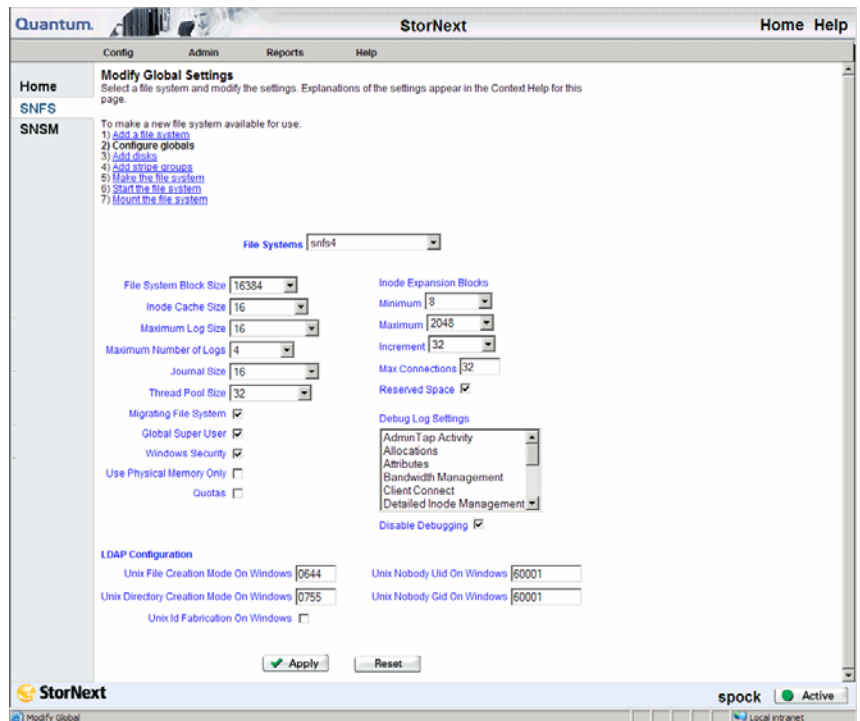 Quantum.
StorNext
Home Help
Config Admin Reports Help
Home
SNFS
SNSM
Modify Global Settings
Select a file system and modify the settings. Explanations of the settings appear in the Context Help for this
page.
To make a new file system available for use:
1) Add a file system
2) Configure globals
3) Add disks
4) Add stripe groups
5) Make the file system
6) Start the file system
7) Mount the file system
File Systems snfs4
File System Block Size 16384
Inode Cache Size 16
Maximum Log Size 16
Maximum Number of Logs 4
Journal Size 16
Thread Pool Size 32
Migrating File System
Global Super User
Windows Security
Use Physical Memory Only
Quotas
Inode Expansion Blocks
Minimum 8
Maximum 2048
Increment 32
Max Connections 32
Reserved Space
Debug Log Settings
AdminTap Activity
Allocations
Attributes
Bandwidth Management
Client Connect
Detailed Inode Management
Disable Debugging
LDAP Configuration
Unix File Creation Mode On Windows 0644
Unix Nobody Uid On Windows 60001
Unix Directory Creation Mode On Windows 0755
Unix Nobody Gid On Windows 60001
Unix Id Fabrication On Windows
Apply Reset
StorNext
spock Active
Modify Global
Local intranet